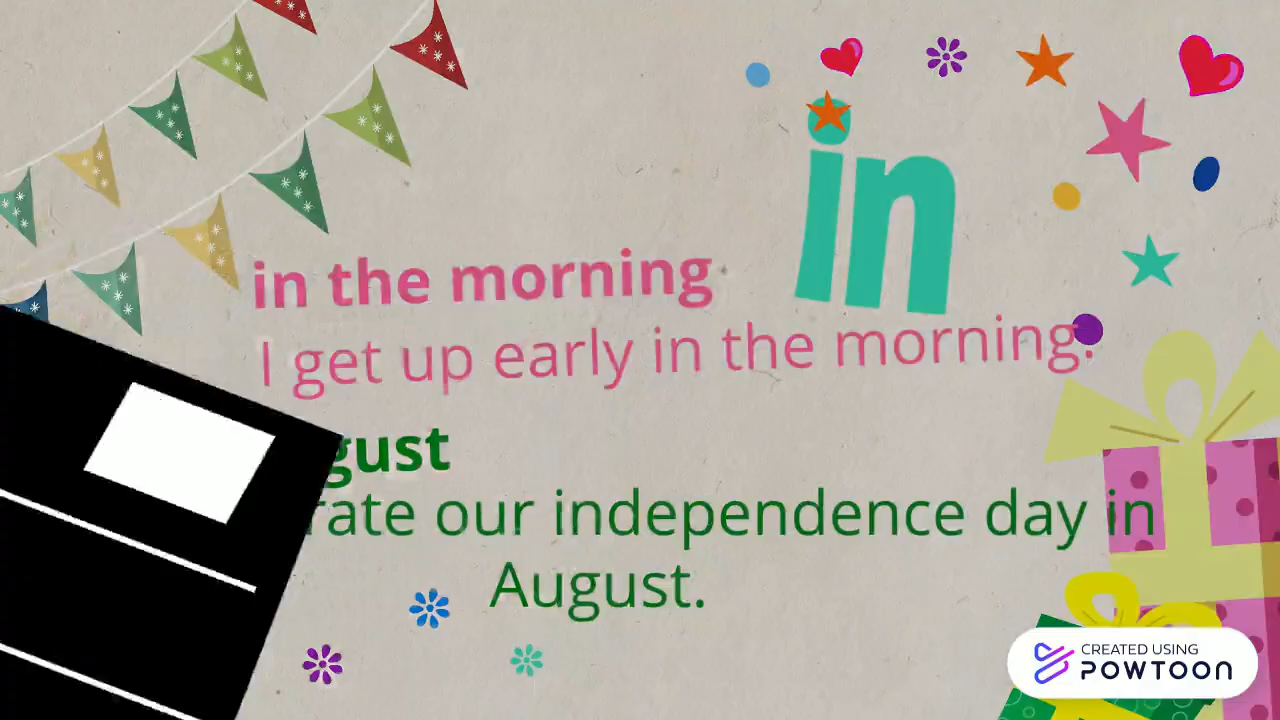 in
in the morning
I get up early in the morning.
gust
rate our independence day in
August.
CREATED USING
POWTOON